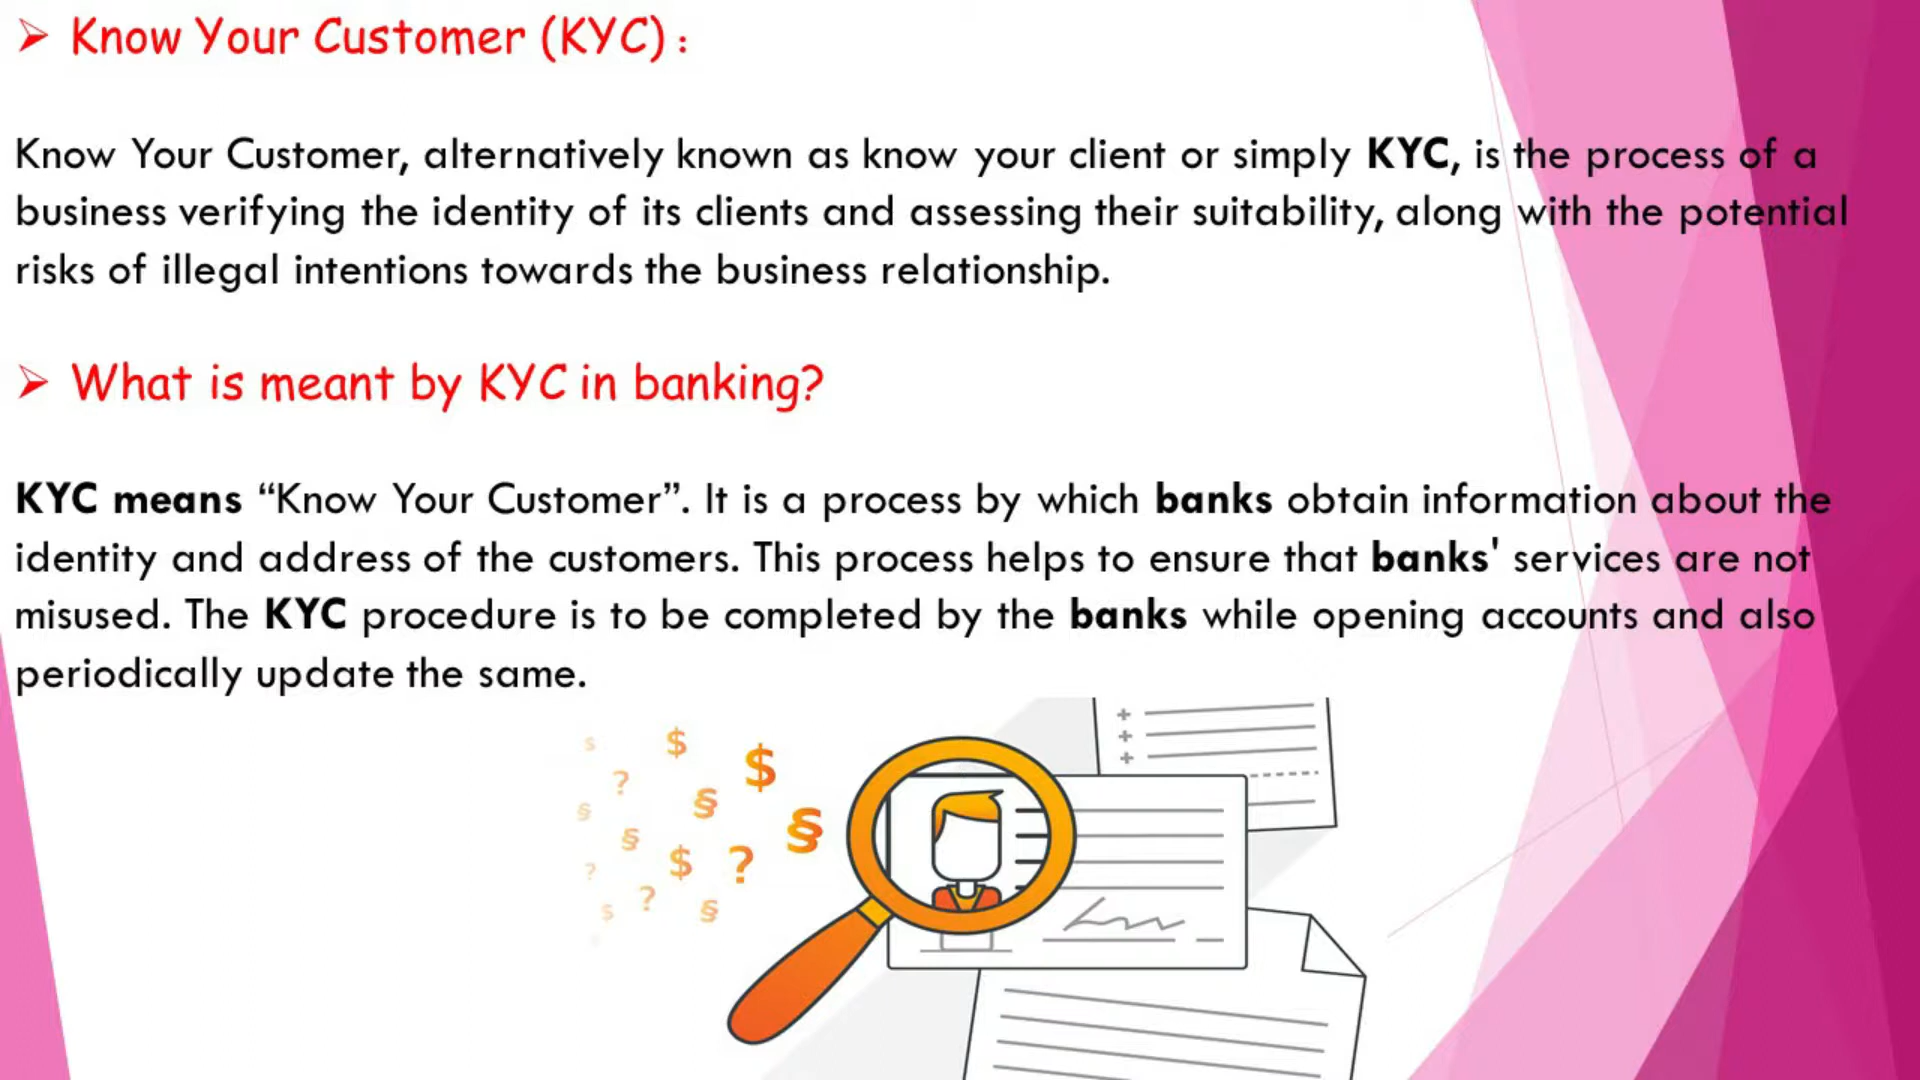 ➢ Know Your Customer (KYC) :
Know Your Customer, alternatively known as know your client or simply KYC, is the process of a
business verifying the identity of its clients and assessing their suitability, along with the potential
risks of illegal intentions towards the business relationship.
➢ What is meant by KYC in banking?
KYC means “Know Your Customer”. It is a process by which banks obtain information about the
identity and address of the customers. This process helps to ensure that banks' services are not
misused. The KYC procedure is to be completed by the banks while opening accounts and also
periodically update the same.